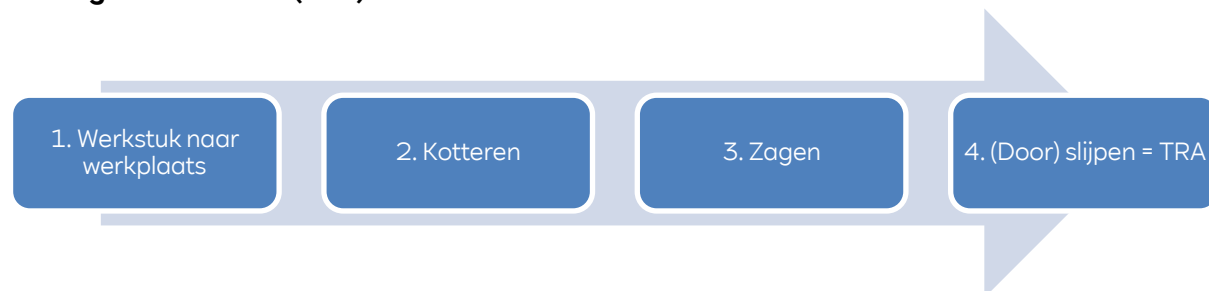 1. Werkstuk naar
werkplaats
2. Kotteren
3. Zagen
4. (Door) slijpen = TRA